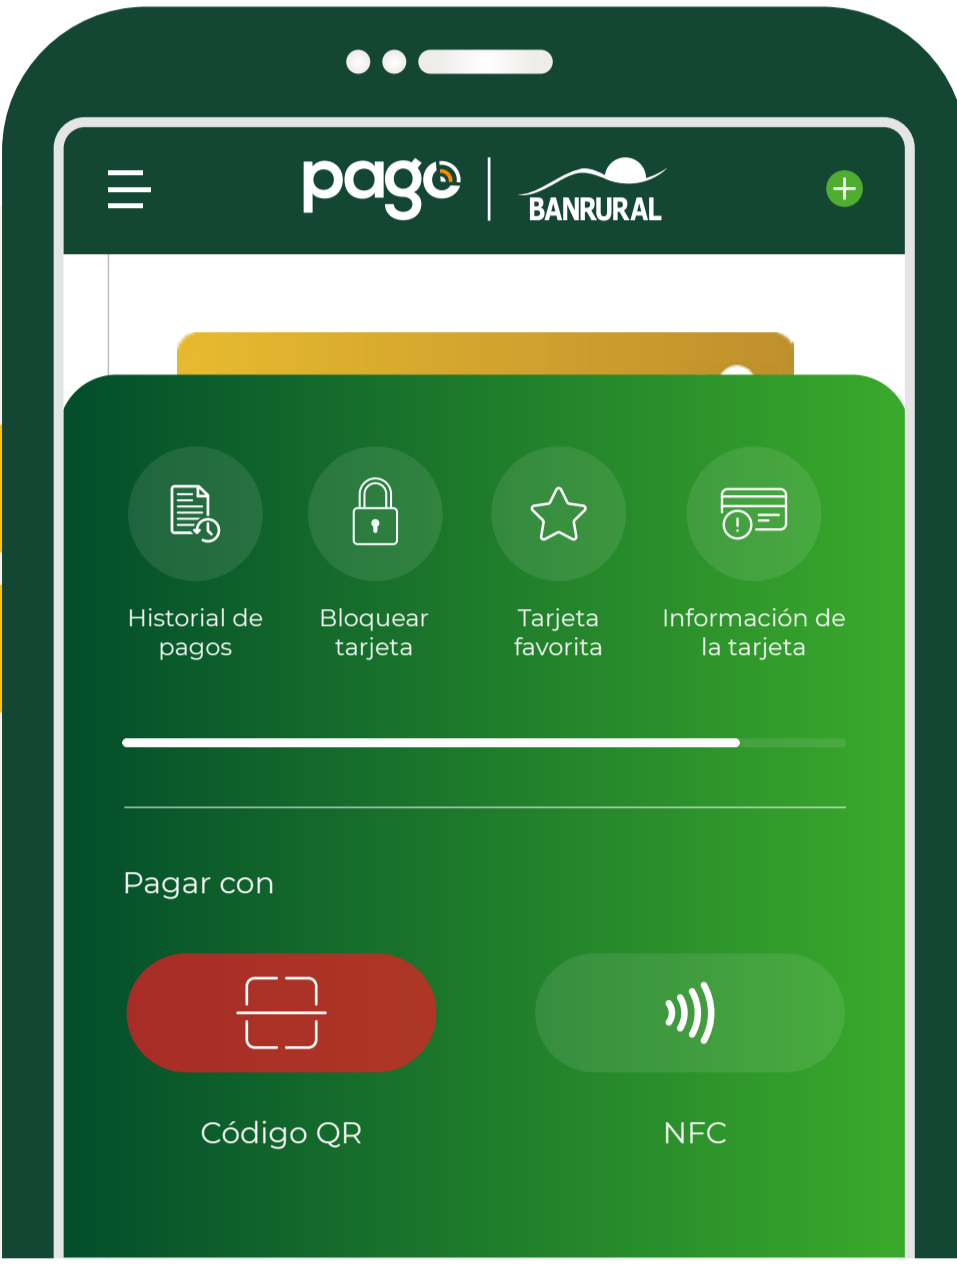 pago
BANRURAL
Historial de
pagos
Bloquear
tarjeta
Tarjeta
favorita
Información de
la tarjeta
Pagar con
Código QR
NFC